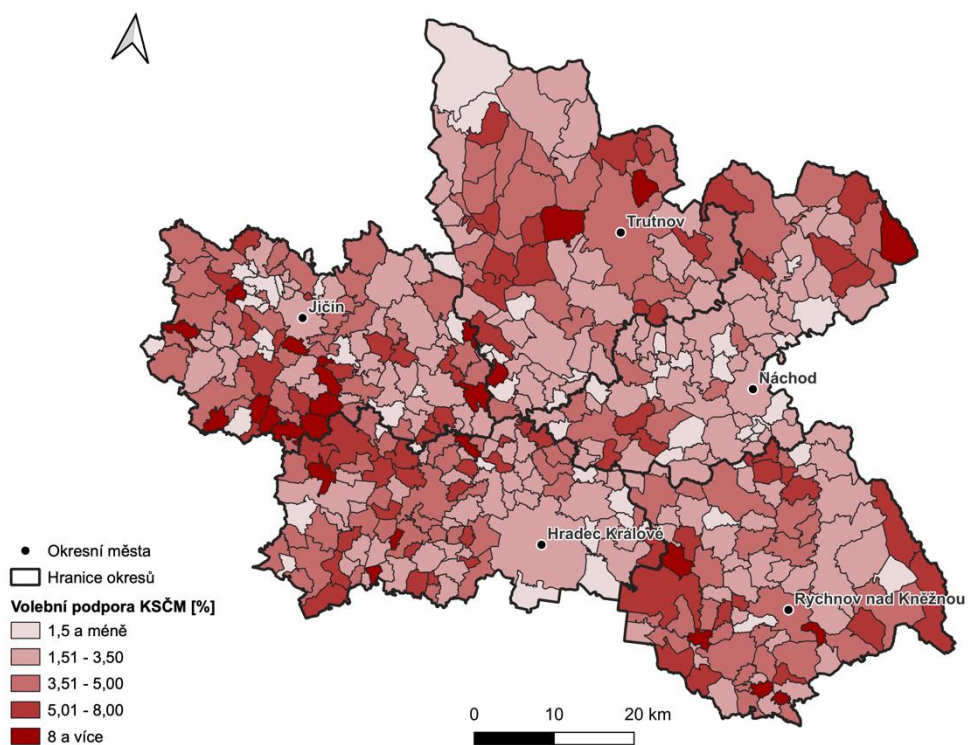 Trutnov
Jičín
Náchod
Hradec Králové
Rychnov nad Kněžnou
Okresní města
Hranice okresů
Volební podpora KSČM [%]
1,5 a méně
1,51 - 3,50
3,51 - 5,00
5,01 - 8,00
8 a více
0 10 20 km